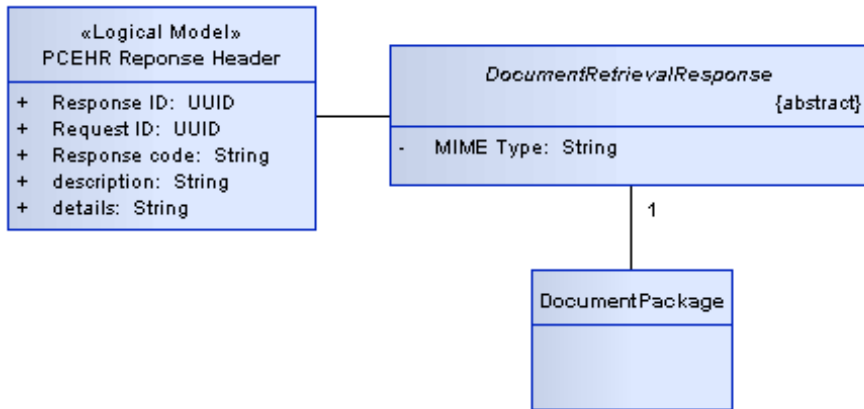 «Logical Model»
PCEHR Reponse Header
+ Response ID: UUID
+ Request ID: UUID
+ Response code: String
+ description: String
+ details: String
DocumentRetrievalResponse
{abstract}
- MIME Type: String
1
DocumentPackage